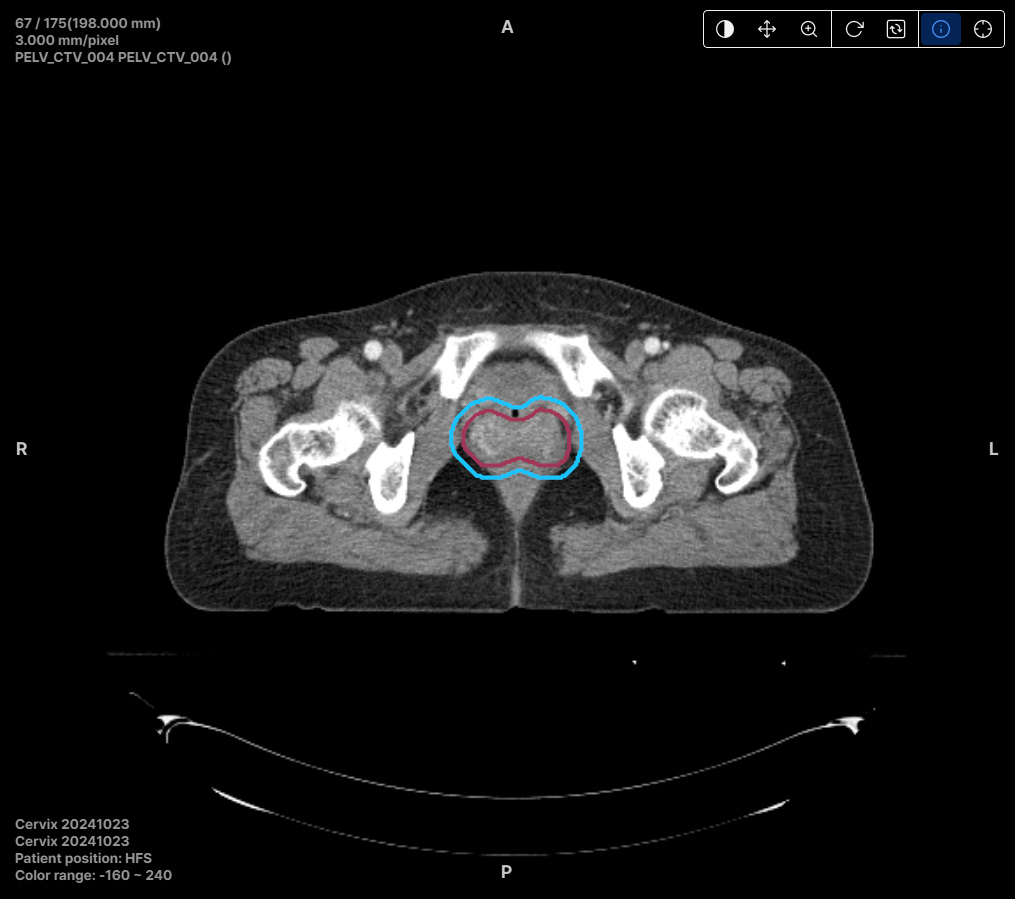 67 / 175(198.000 mm)
3.000 mm/pixel
PELV_CTV_004 PELV_CTV_004 ()
A
R
L
Cervix 20241023
Cervix 20241023
Patient position: HFS
Color range: -160 ~ 240
P